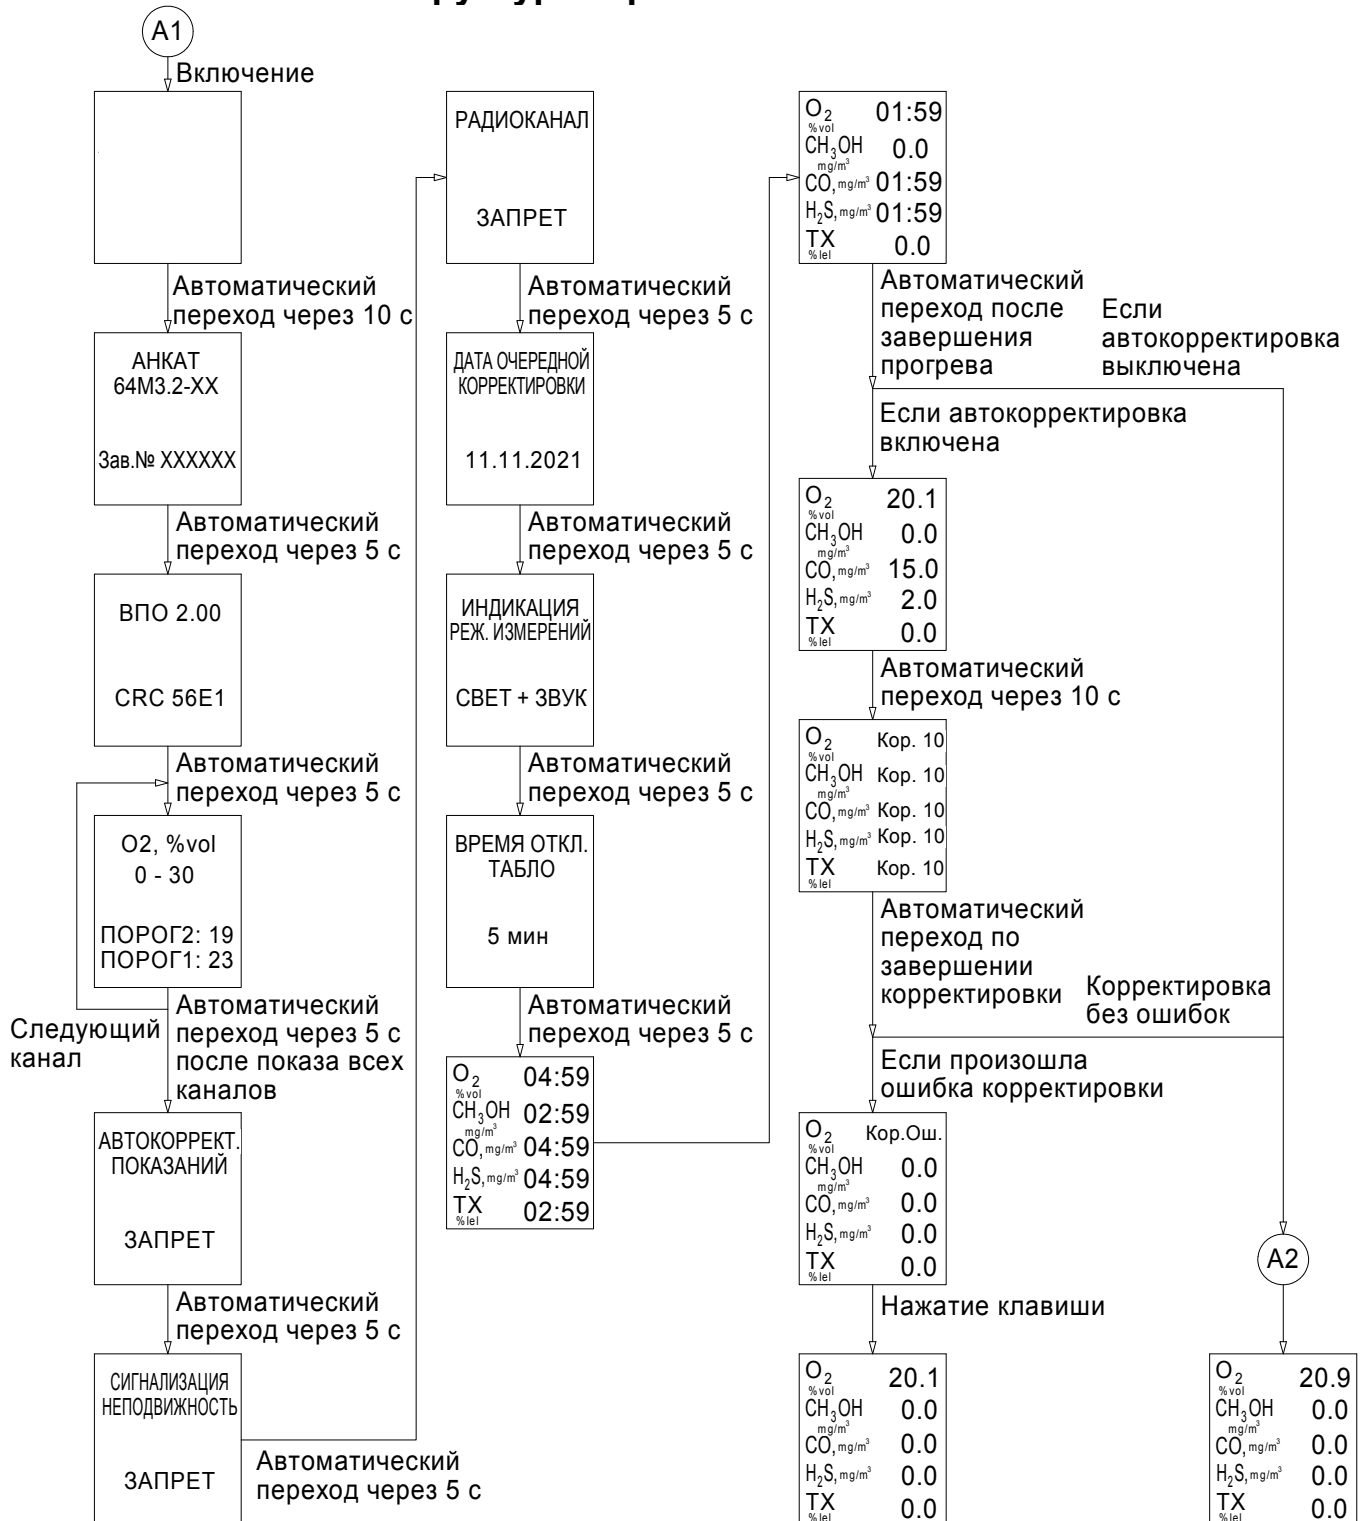 A1
Включение
Автоматический
переход через 10 с
АНКАТ
64М3.2-ХХ
Зав.№ ХХХХХХ
Автоматический
переход через 5 с
ВПО 2.00
CRC 56E1
Автоматический
переход через 5 с
O2, %vol
0 - 30
ПОРОГ2: 19
ПОРОГ1: 23
Следующий
канал
Автоматический
переход через 5 с
после показа всех
каналов
АВТОКОРРЕКТ.
ПОКАЗАНИЙ
ЗАПРЕТ
Автоматический
переход через 5 с
СИГНАЛИЗАЦИЯ
НЕПОДВИЖНОСТЬ
ЗАПРЕТ
Автоматический
переход через 5 с
РАДИОКАНАЛ
ЗАПРЕТ
Автоматический
переход через 5 с
ДАТА ОЧЕРЕДНОЙ
КОРРЕКТИРОВКИ
11.11.2021
Автоматический
переход через 5 с
ИНДИКАЦИЯ
РЕЖ. ИЗМЕРЕНИЙ
СВЕТ + ЗВУК
Автоматический
переход через 5 с
ВРЕМЯ ОТКЛ.
ТАБЛО
5 мин
Автоматический
переход через 5 с
O2 04:59
%vol
CH3OH 02:59
mg/m³
CO, mg/m³ 04:59
H2S, mg/m³ 04:59
TX 02:59
%lel
O2 01:59
%vol
CH3OH 0.0
mg/m³
CO, mg/m³ 01:59
H2S, mg/m³ 01:59
TX 0.0
%lel
Автоматический
переход после
завершения
прогрева
Если
автокорректировка
выключена
Если автокорректировка
включена
O2 20.1
%vol
CH3OH 0.0
mg/m³
CO, mg/m³ 15.0
H2S, mg/m³ 2.0
TX 0.0
%lel
Автоматический
переход через 10 с
O2 Кор. 10
%vol
CH3OH Кор. 10
mg/m³
CO, mg/m³ Кор. 10
H2S, mg/m³ Кор. 10
TX Кор. 10
%lel
Автоматический
переход по
завершении
корректировки
Корректировка
без ошибок
Если произошла
ошибка корректировки
O2 Кор.Ош.
%vol
CH3OH 0.0
mg/m³
CO, mg/m³ 0.0
H2S, mg/m³ 0.0
TX 0.0
%lel
Нажатие клавиши
O2 20.1
%vol
CH3OH 0.0
mg/m³
CO, mg/m³ 0.0
H2S, mg/m³ 0.0
TX 0.0
%lel
A2
O2 20.9
%vol
CH3OH 0.0
mg/m³
CO, mg/m³ 0.0
H2S, mg/m³ 0.0
TX 0.0
%lel